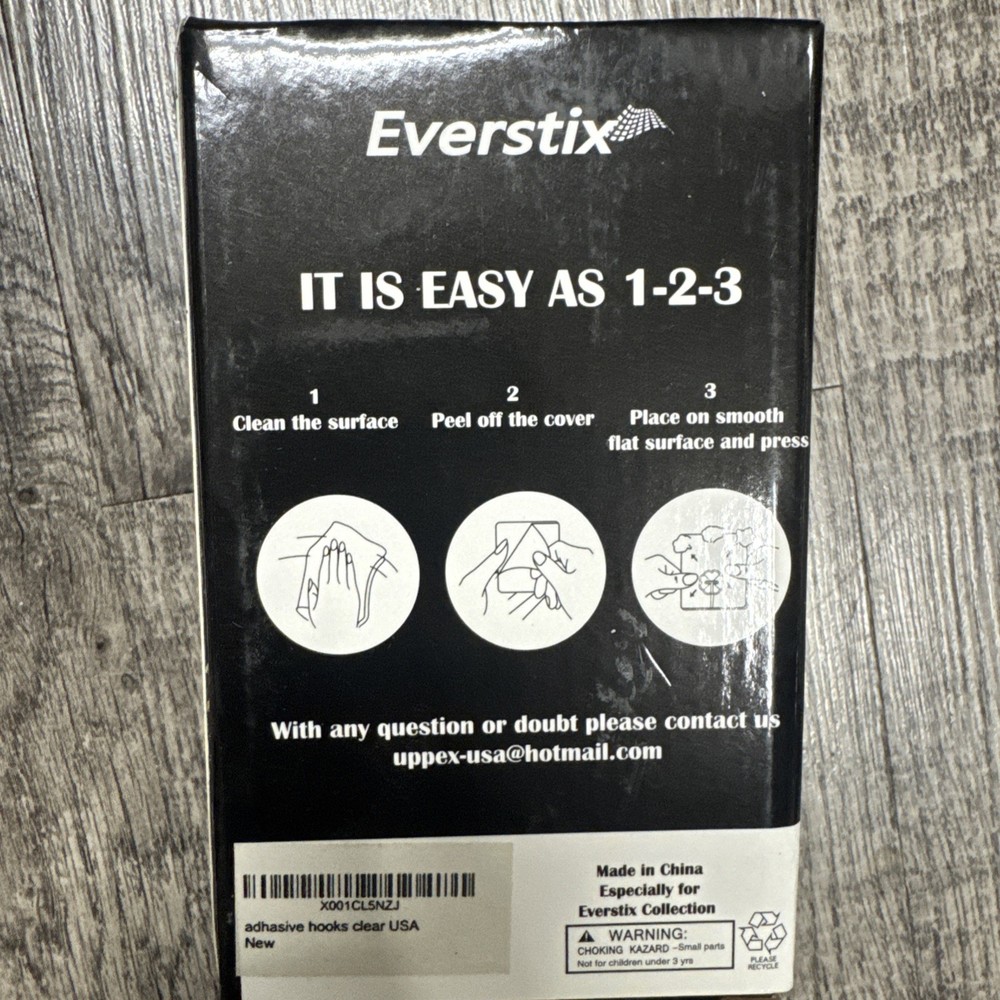 Everstix
IT IS EASY AS 1-2-3
1
Clean the surface
2
Peel off the cover
3
Place on smooth
flat surface and press
With any question or doubt please contact us
uppex-usa@hotmail.com
X001CL5NZJ
adhasive hooks clear USA
New
Made in China
Especially for
Everstix Collection
WARNING:
CHOKING KAZARD -Small parts
Not for children under 3 yrs
PLEASE
RECYCLE